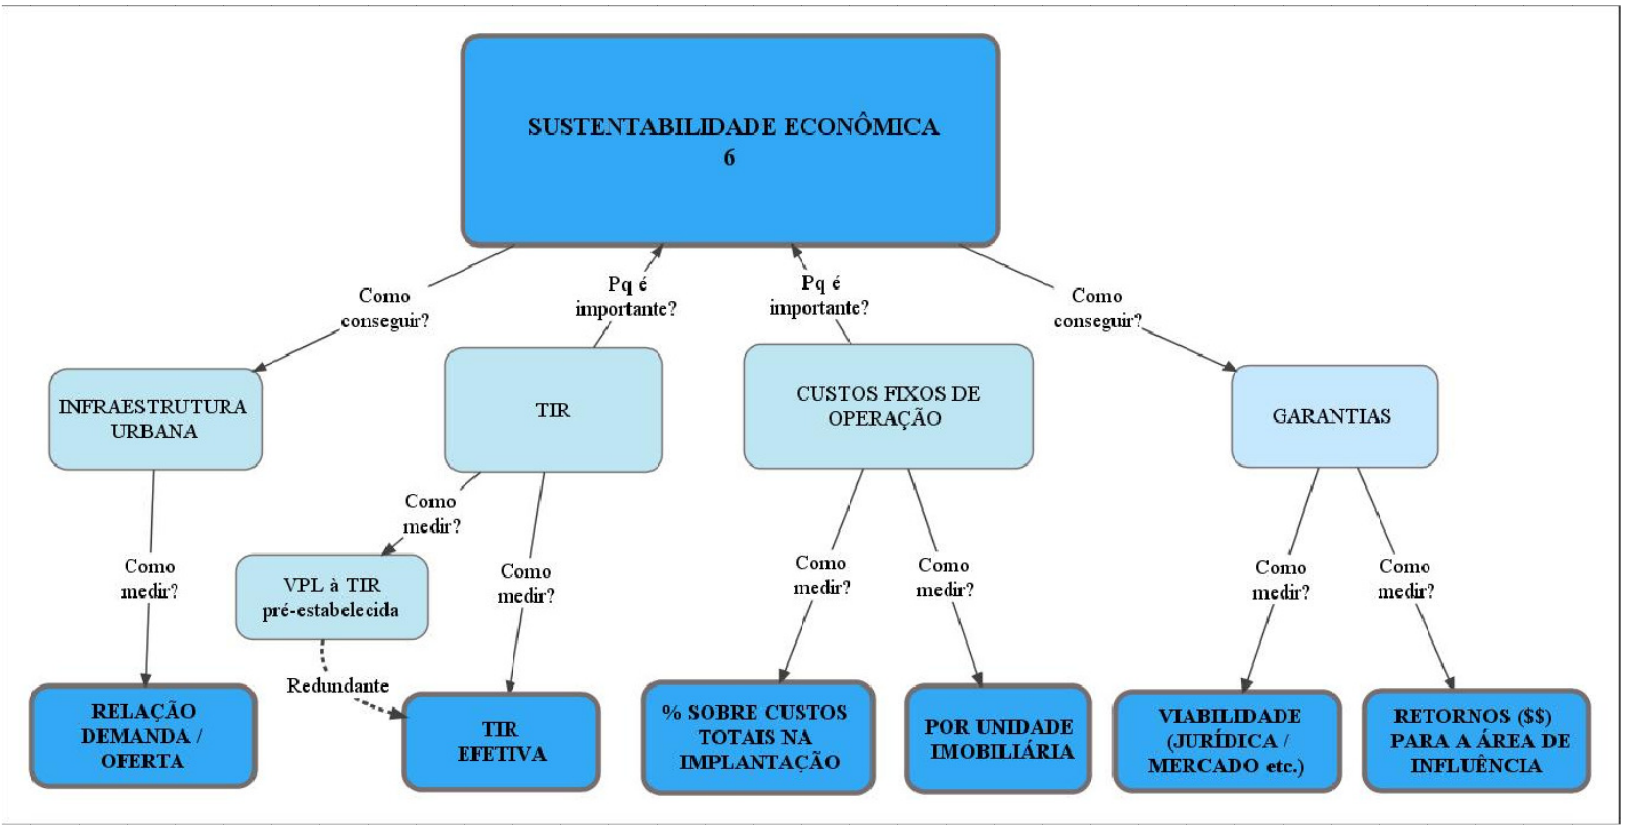 SUSTENTABILIDADE ECONÔMICA
6
Como
conseguir?
Pq é
importante?
Pq é
importante?
Como
conseguir?
INFRAESTRUTURA
URBANA
TIR
CUSTOS FIXOS DE
OPERAÇÃO
GARANTIAS
Como
medir?
Como
medir?
Como
medir?
Como
medir?
Como
medir?
Como
medir?
Como
medir?
VPL à TIR
pré-estabelecida
Redundante
RELAÇÃO
DEMANDA /
OFERTA
TIR
EFETIVA
% SOBRE CUSTOS
TOTAIS NA
IMPLANTAÇÃO
POR UNIDADE
IMOBILIÁRIA
VIABILIDADE
(JURÍDICA /
MERCADO etc.)
RETORNOS ($$)
PARA A ÁREA DE
INFLUÊNCIA